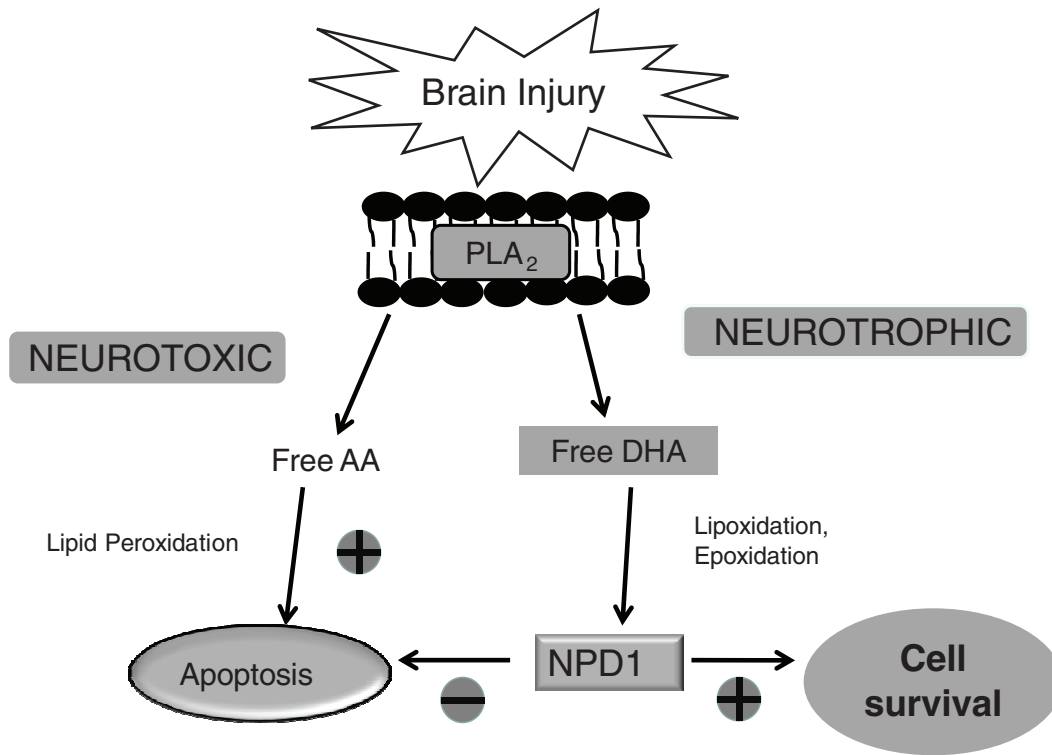 Brain Injury
PLA2
NEUROTOXIC
NEUROTROPHIC
Free AA
Free DHA
Lipid Peroxidation
Lipoxidation,
Epoxidation
+
Apoptosis
NPD1
Cell
survival
−
+